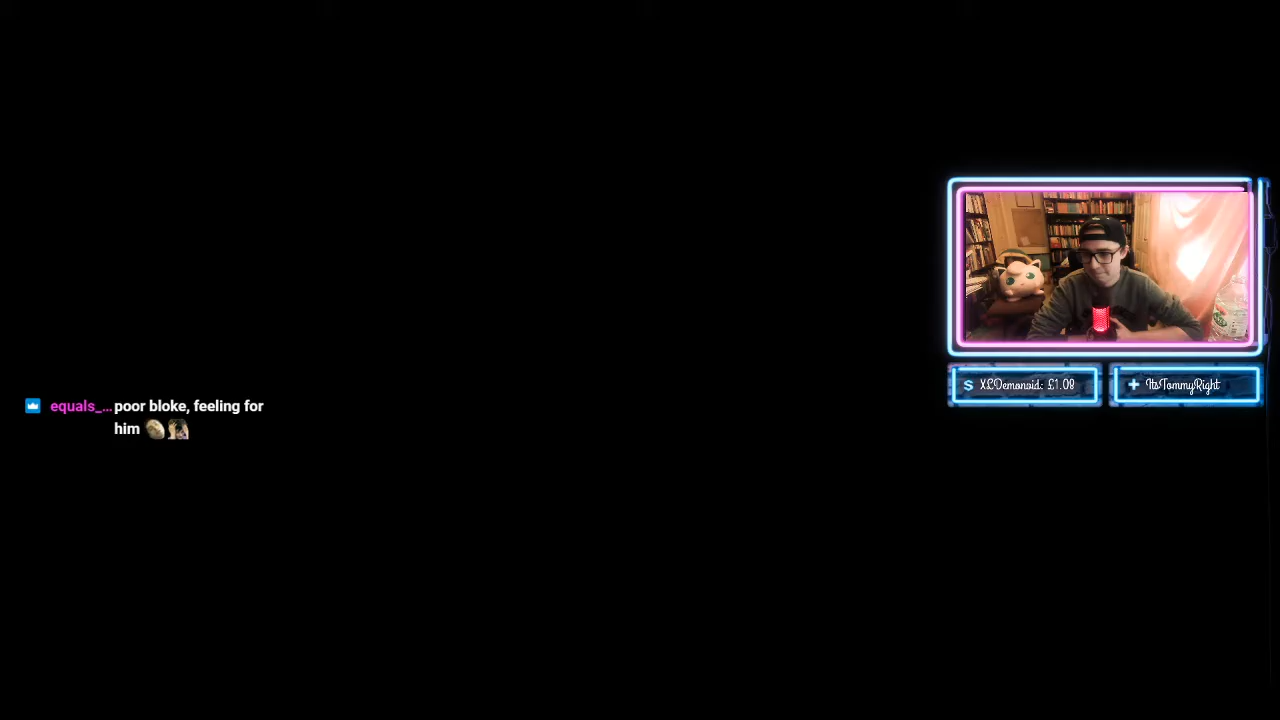 equals_... poor bloke, feeling for
him
$ XLDemonoid: £1.08
+ ItsTommyRight